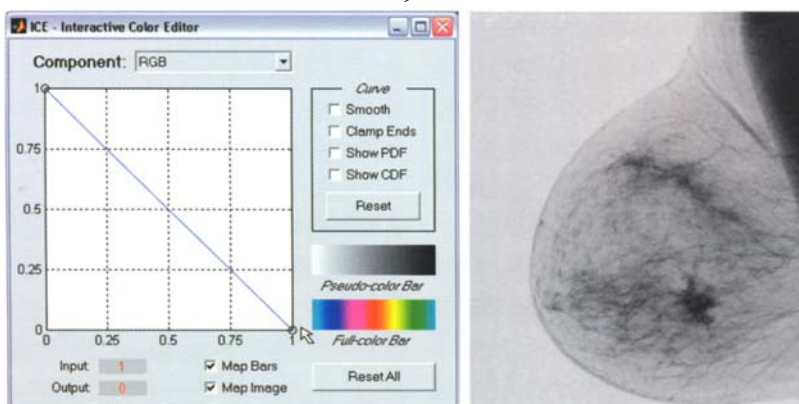 ICE - Interactive Color Editor
Component: RGB
Curve
Smooth
Clamp Ends
Show PDF
Show CDF
Reset
1
0.75
0.5
0.25
0
0 0.25 0.5 0.75 1
Pseudo-color Bar
Full-color Bar
Input: 1
Output: 0
Map Bars
Map Image
Reset All